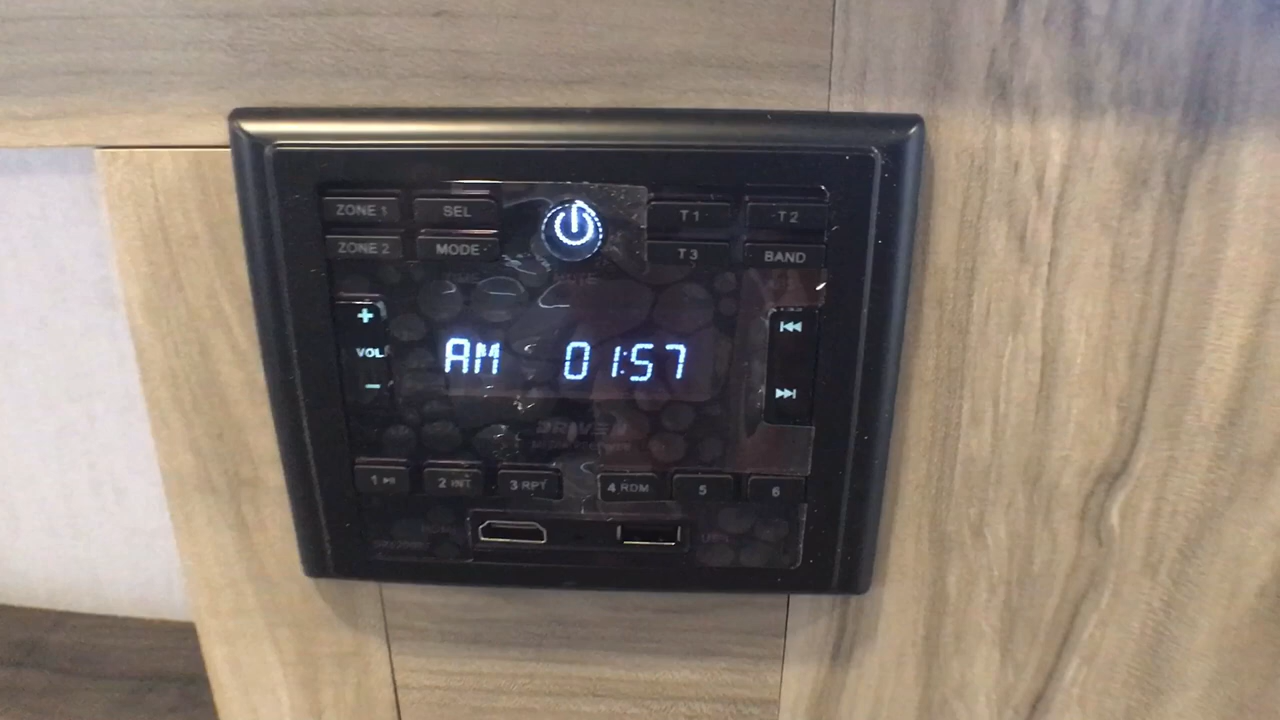 ZONE 1 SEL T1 T2
ZONE 2 MODE T3 BAND
+
VOL
-
AM 01:57
DRIVEN
1 2 INT 3 RPT 4 RDM 5 6